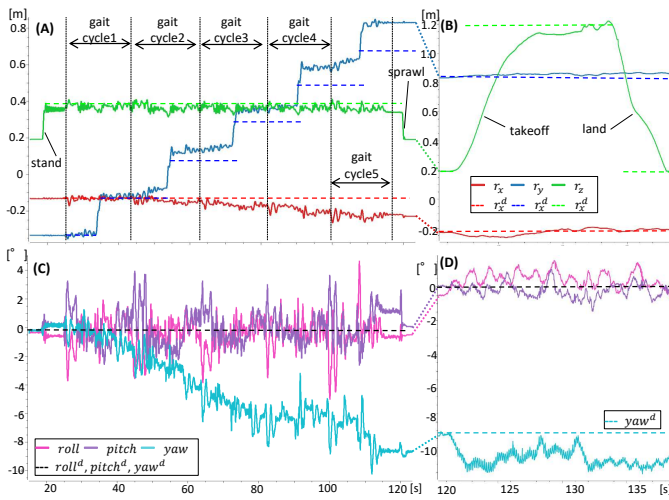 [m]
(A)
gait cycle1
gait cycle2
gait cycle3
gait cycle4
0.8
0.6
0.4
0.2
0
-0.2
stand
sprawl
gait cycle5
[m]
(B)
1.2
1.0
0.8
0.6
0.4
0.2
0
-0.2
takeoff
land
r_x r_y r_z
r_x^d r_x^d r_x^d
[°]
(C)
6
4
2
0
-2
-4
-6
-8
-10
roll pitch yaw
roll^d, pitch^d, yaw^d
20 40 60 80 100 120 [s]
[°]
(D)
0
-2
-4
-6
-8
-10
yaw^d
120 125 130 135 [s]